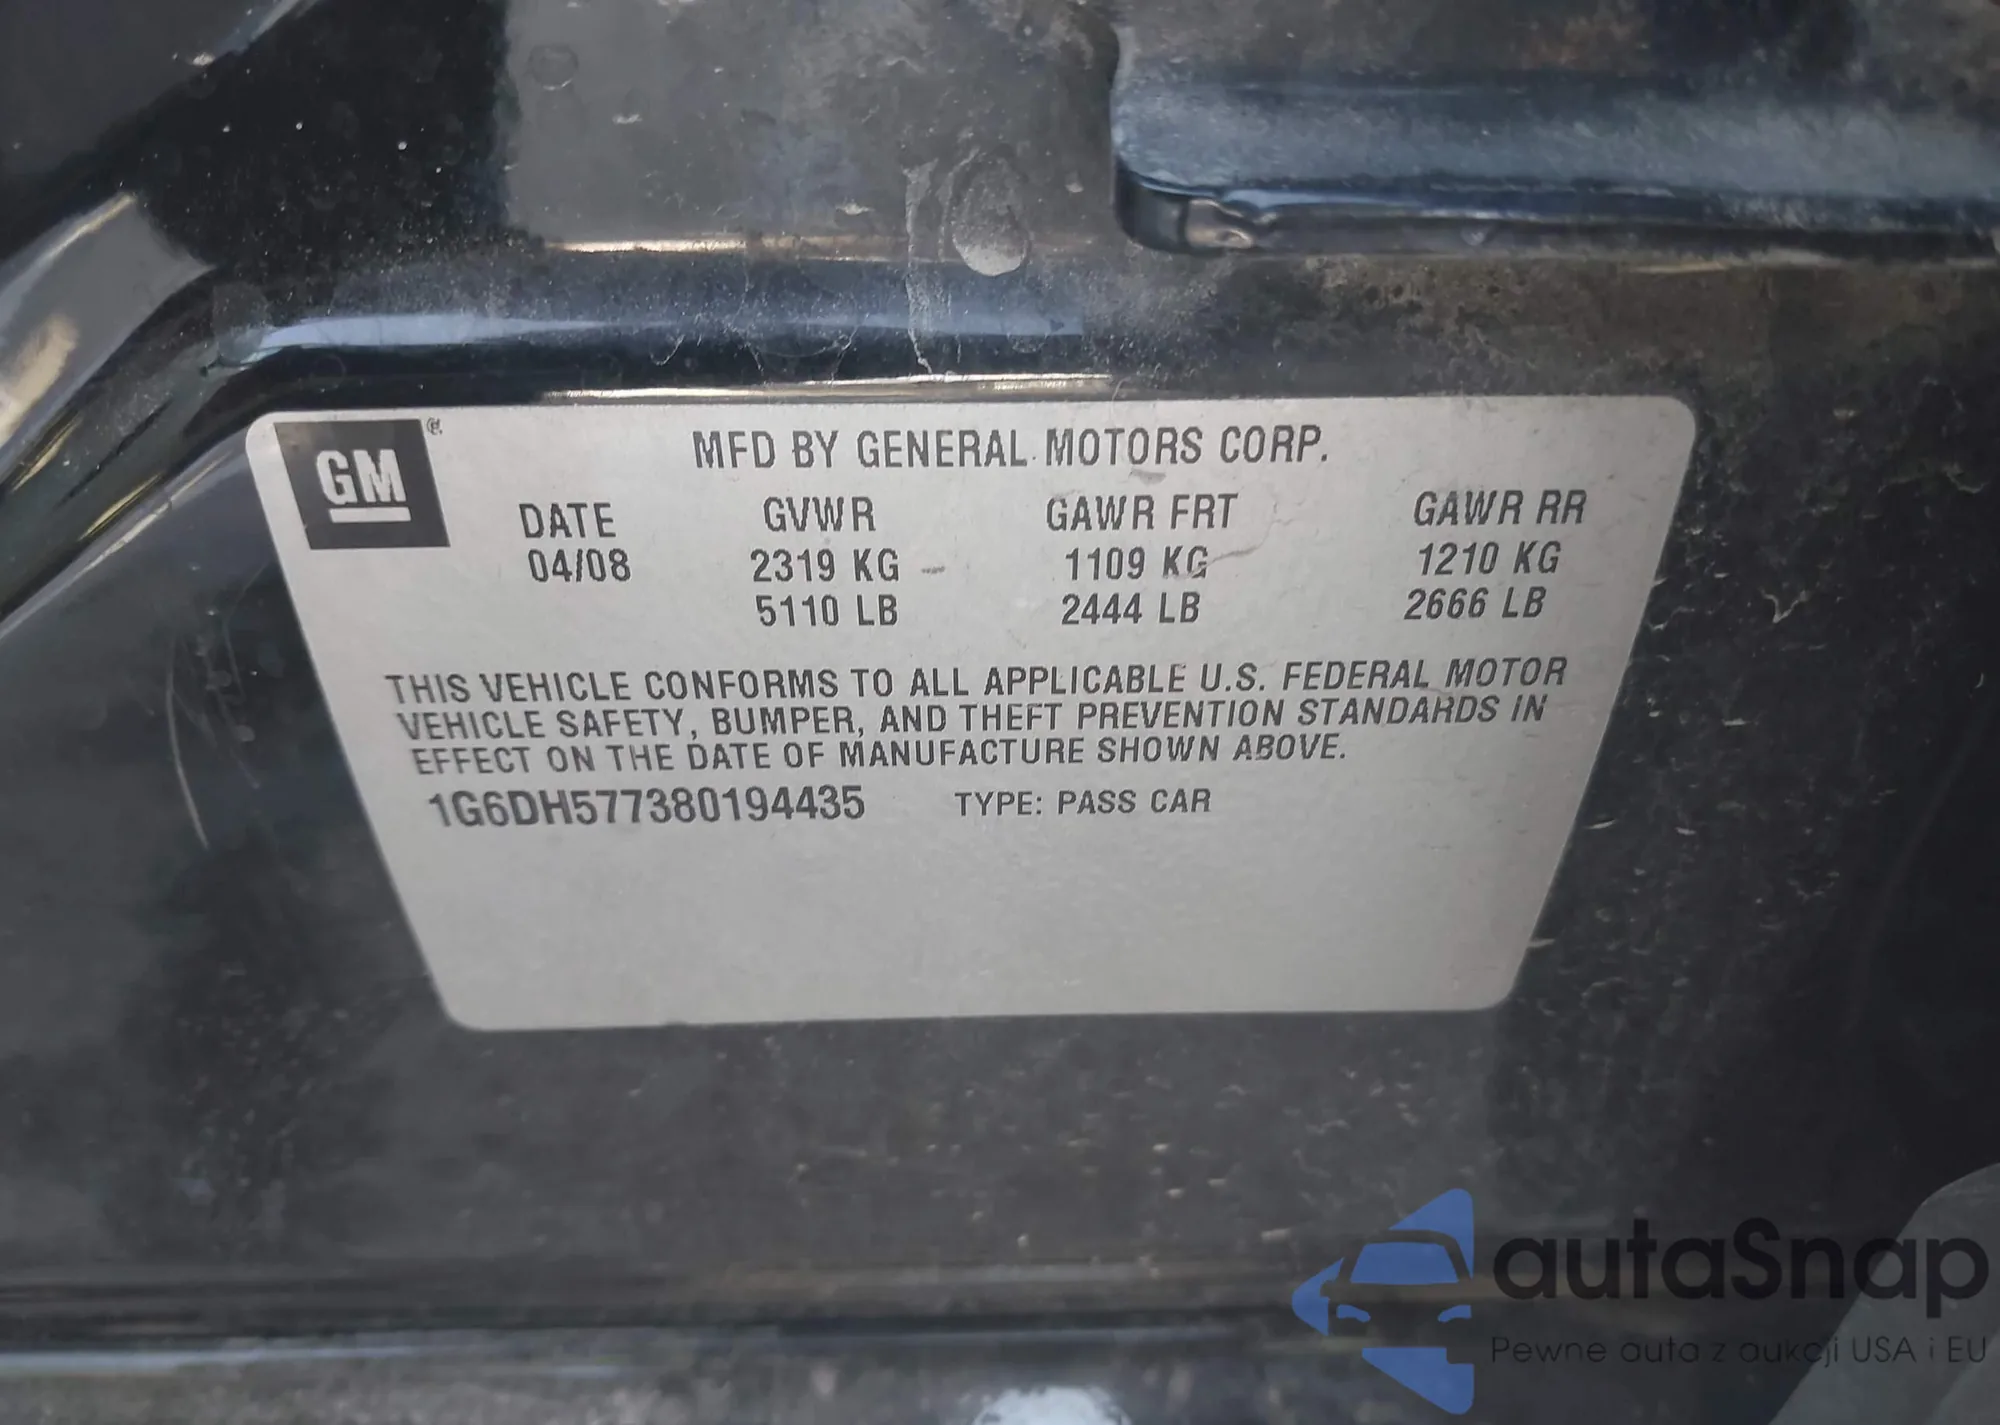 GM
MFD BY GENERAL MOTORS CORP.
DATE GVWR GAWR FRT GAWR RR
04/08 2319 KG 1109 KG 1210 KG
5110 LB 2444 LB 2666 LB
THIS VEHICLE CONFORMS TO ALL APPLICABLE U.S. FEDERAL MOTOR
VEHICLE SAFETY, BUMPER, AND THEFT PREVENTION STANDARDS IN
EFFECT ON THE DATE OF MANUFACTURE SHOWN ABOVE.
1G6DH577380194435 TYPE: PASS CAR
autaSnap
Pewne auta z aukcji USA i EU